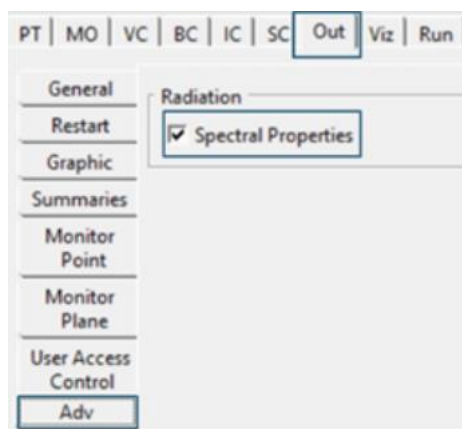 PT | MO | VC | BC | IC | SC Out Viz | Run
General
Radiation
Restart
Spectral Properties
Graphic
Summaries
Monitor
Point
Monitor
Plane
User Access
Control
Adv